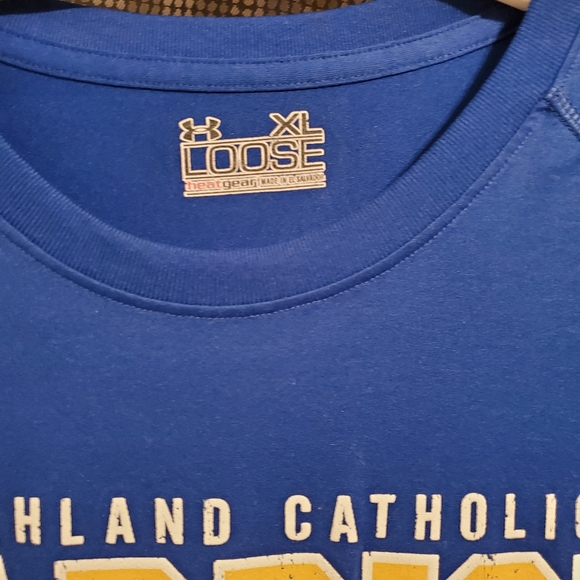 XL
LOOSE
heatgear MADE IN EL SALVADOR
HLAND CATHOLIC